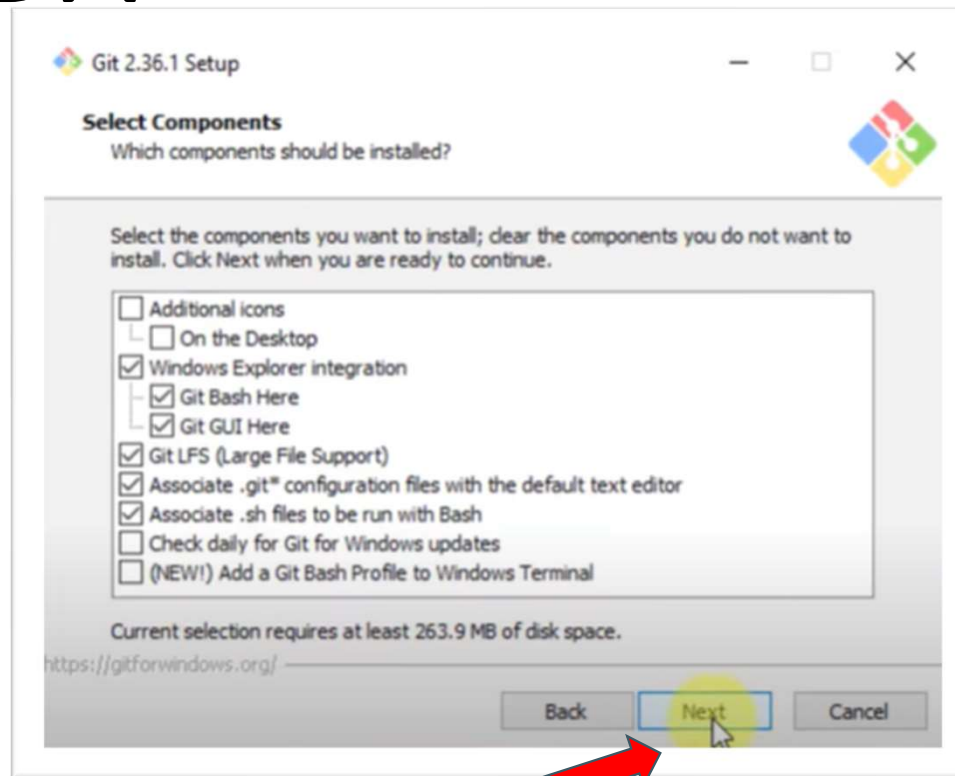 Git 2.36.1 Setup
Select Components
Which components should be installed?
Select the components you want to install; clear the components you do not want to
install. Click Next when you are ready to continue.
Additional icons
On the Desktop
Windows Explorer integration
Git Bash Here
Git GUI Here
Git LFS (Large File Support)
Associate .git* configuration files with the default text editor
Associate .sh files to be run with Bash
Check daily for Git for Windows updates
(NEW!) Add a Git Bash Profile to Windows Terminal
Current selection requires at least 263.9 MB of disk space.
https://gitforwindows.org/
Back Next Cancel